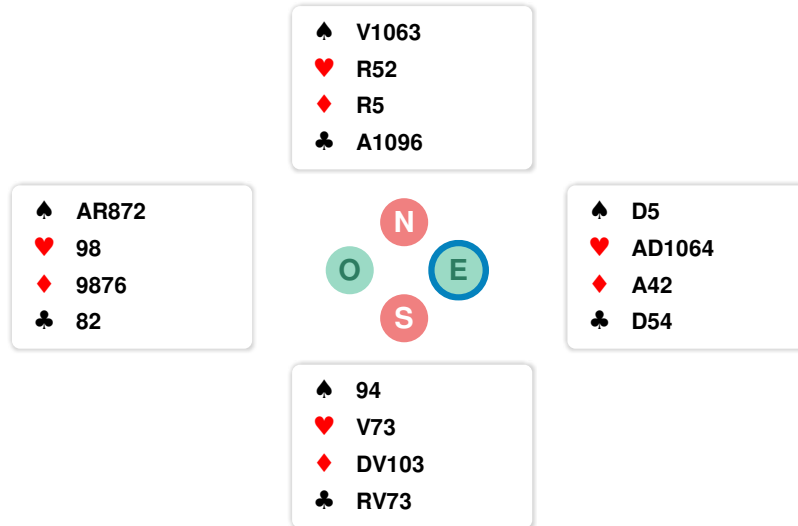 ♠ V1063
♥ R52
♦ R5
♣ A1096
♠ AR872
♥ 98
♦ 9876
♣ 82
N
O E
S
♠ D5
♥ AD1064
♦ A42
♣ D54
♠ 94
♥ V73
♦ DV103
♣ RV73